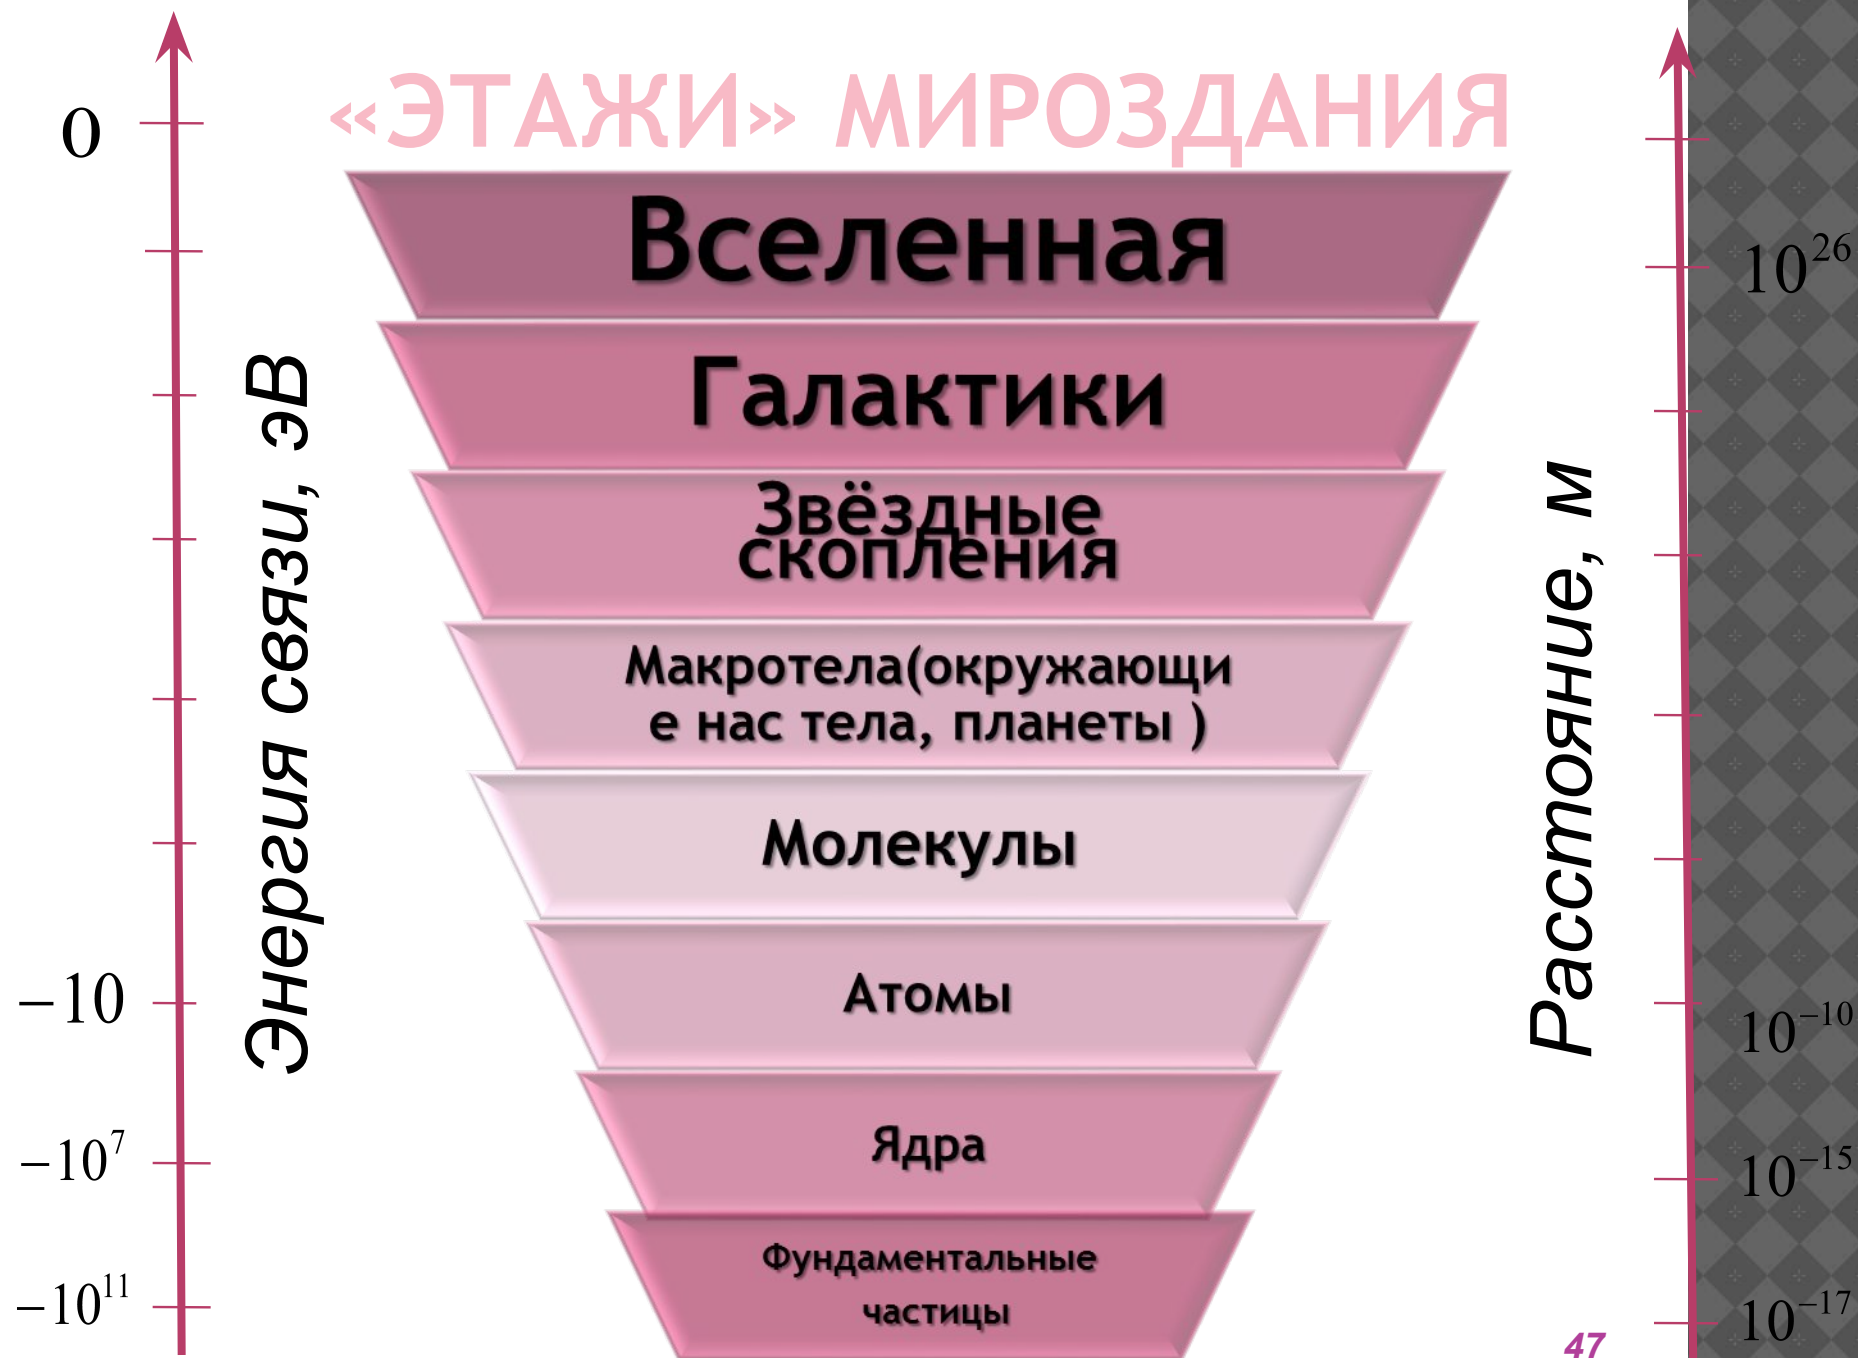 «ЭТАЖИ» МИРОЗДАНИЯ
0
Вселенная
10^26
Галактики
Звёздные
скопления
Энергия связи, эВ
Расстояние, м
Макротела(окружающи
е нас тела, планеты )
Молекулы
Атомы
–10
10^–10
Ядра
–10^7
10^–15
Фундаментальные
частицы
–10^11
10^–17
47